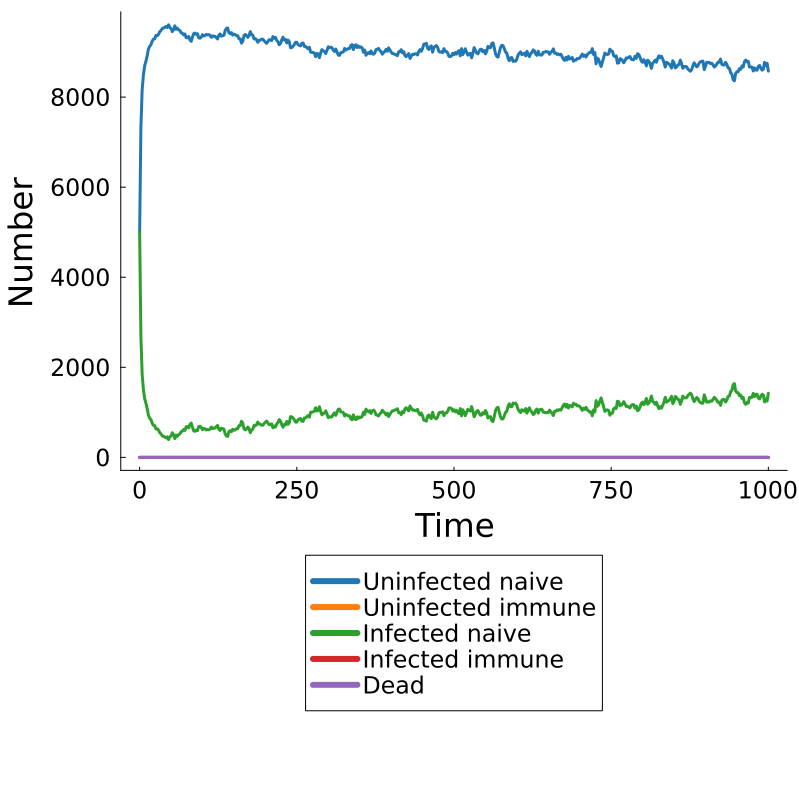 Number
8000
6000
4000
2000
0
0 250 500 750 1000
Time
Uninfected naive
Uninfected immune
Infected naive
Infected immune
Dead